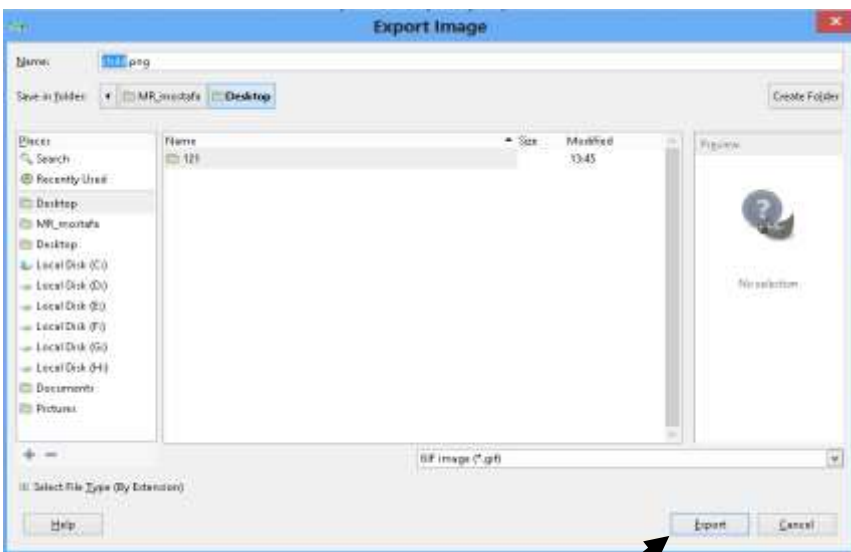 Export Image
Name: .png
Save in folder: MR_mostafa Desktop Create Folder
Places Name Size Modified Preview
Search 121 13:45
Recently Used
Desktop
MR_mostafa
Desktop
Local Disk (C:)
Local Disk (D:)
Local Disk (E:)
Local Disk (F:)
Local Disk (G:)
Local Disk (H:)
Documents
Pictures
No selection
GIF image (*.gif)
Select File Type (By Extension)
Help Export Cancel